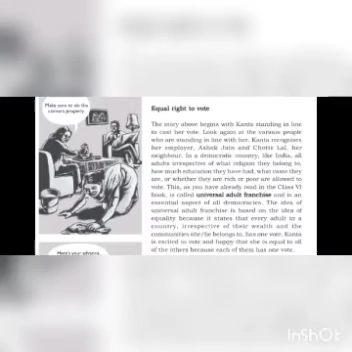 Make sure to do the
corners properly.
Equal right to vote
The story above begins with Kanta standing in line
to cast her vote. Look again at the various people
who are standing in line with her. Kanta recognises
her employer, Ashok Jain and Chotte Lal, her
neighbour. In a democratic country, like India, all
adults irrespective of what religion they belong to,
how much education they have had, what caste they
are, or whether they are rich or poor are allowed to
vote. This, as you have already read in the Class VI
book, is called universal adult franchise and is an
essential aspect of all democracies. The idea of
universal adult franchise is based on the idea of
equality because it states that every adult in a
country, irrespective of their wealth and the
communities she/he belongs to, has one vote. Kanta
is excited to vote and happy that she is equal to all
of the others because each of them has one vote.
Here's your advance,
InShOt